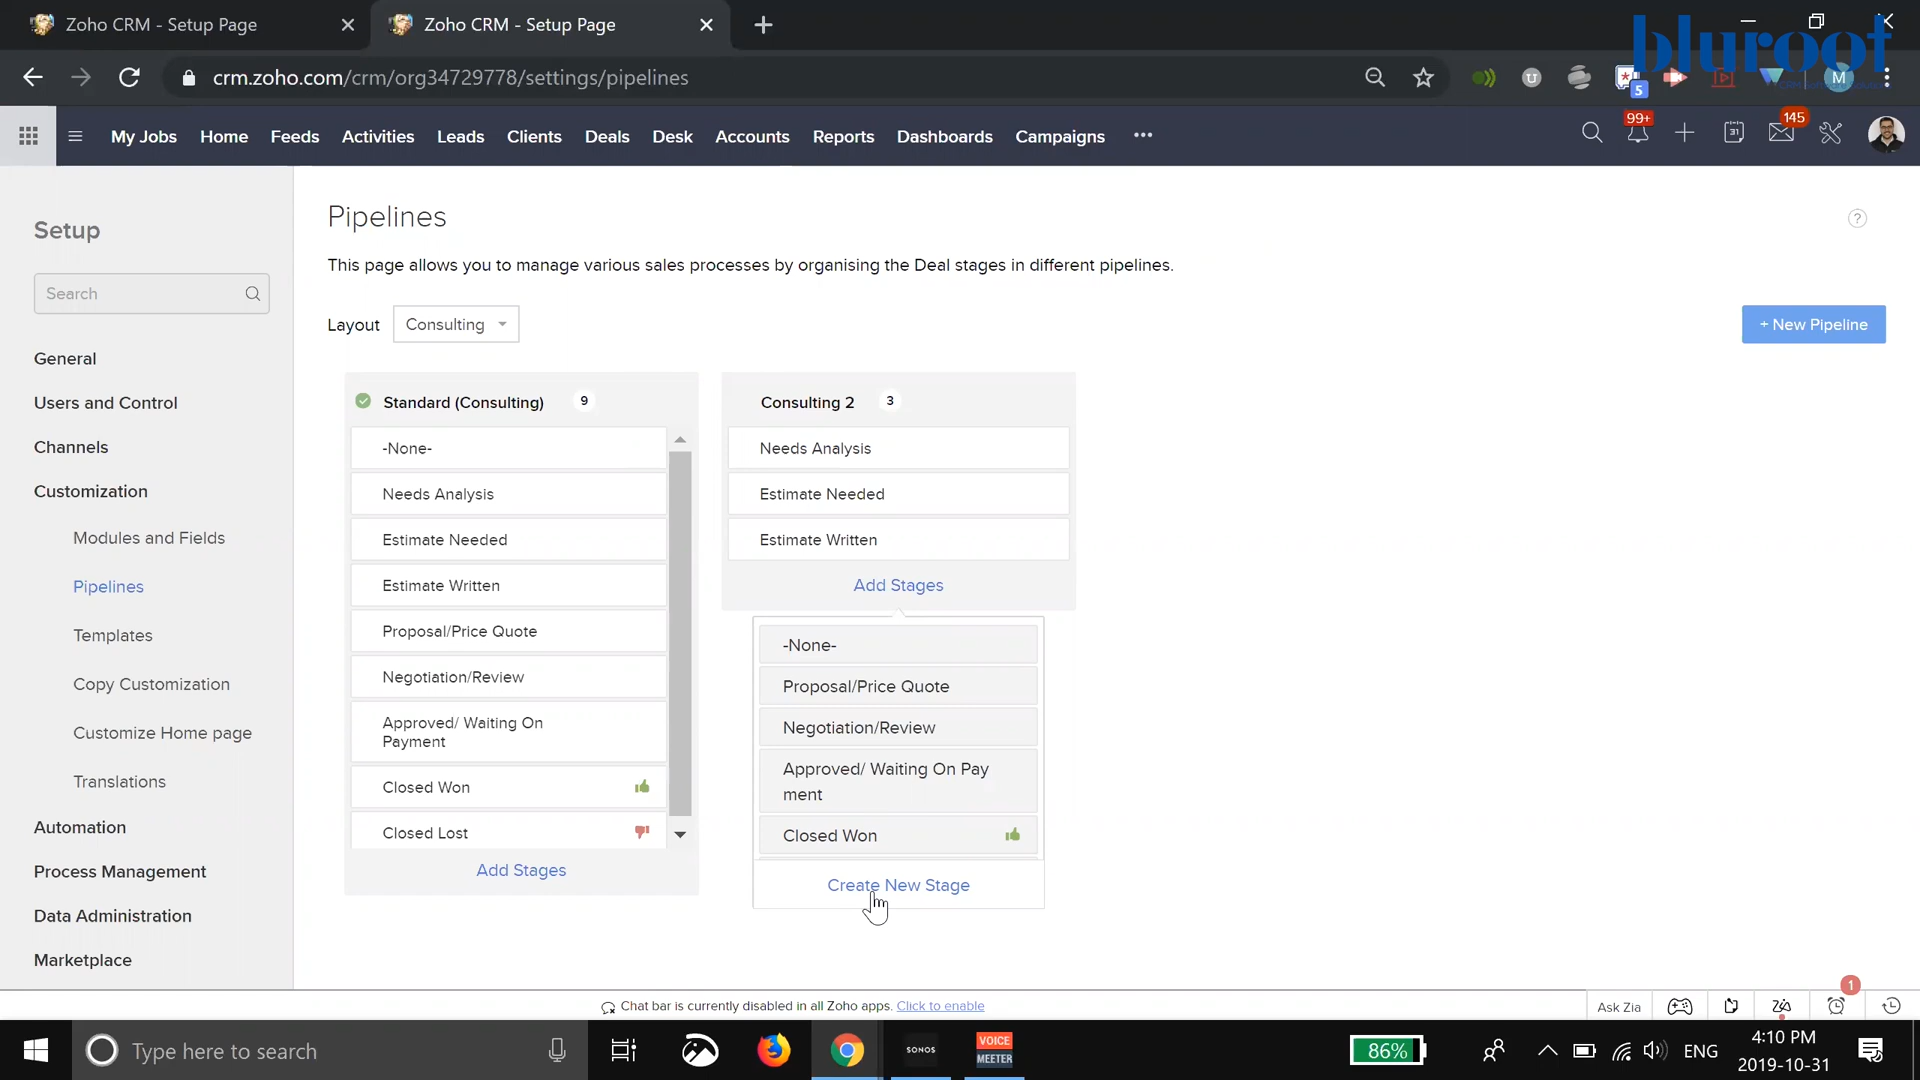 Zoho CRM - Setup Page
Zoho CRM - Setup Page
bluroof
crm.zoho.com/crm/org34729778/settings/pipelines
U
5
M
My Jobs
Home
Feeds
Activities
Leads
Clients
Deals
Desk
Accounts
Reports
Dashboards
Campaigns
99+
31
145
Setup
Search
General
Users and Control
Channels
Customization
Modules and Fields
Pipelines
Templates
Copy Customization
Customize Home page
Translations
Automation
Process Management
Data Administration
Marketplace
Pipelines
?
This page allows you to manage various sales processes by organising the Deal stages in different pipelines.
Layout
Consulting
+ New Pipeline
Standard (Consulting)
9
-None-
Needs Analysis
Estimate Needed
Estimate Written
Proposal/Price Quote
Negotiation/Review
Approved/ Waiting On
Payment
Closed Won
Closed Lost
Add Stages
Consulting 2
3
Needs Analysis
Estimate Needed
Estimate Written
Add Stages
-None-
Proposal/Price Quote
Negotiation/Review
Approved/ Waiting On Pay
ment
Closed Won
Create New Stage
Chat bar is currently disabled in all Zoho apps. Click to enable
Ask Zia
1
Type here to search
SONOS
VOICE
MEETER
86%
ENG
4:10 PM
2019-10-31